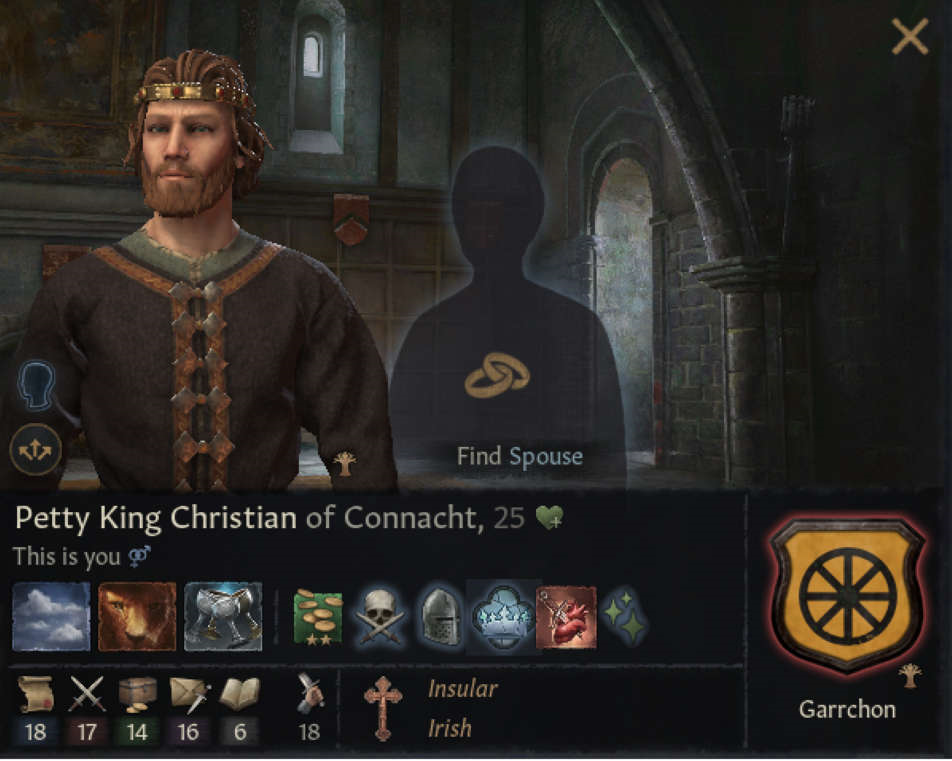 Find Spouse
Petty King Christian of Connacht, 25
This is you
18 17 14 16 6 18
Insular
Irish
Garrchon